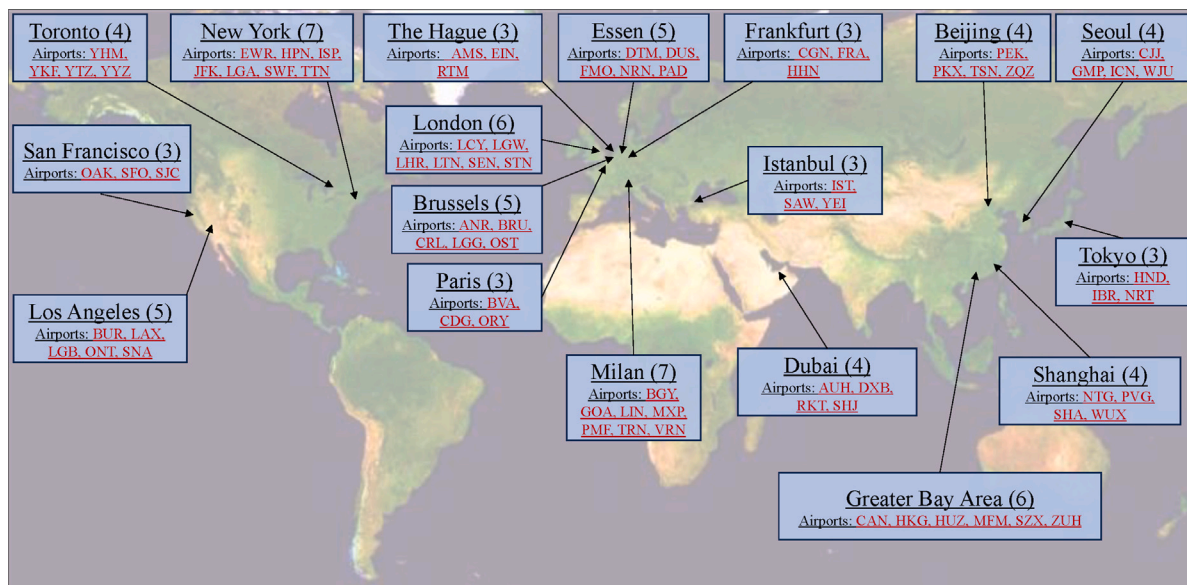 Toronto (4)
Airports: YHM,
YKF, YTZ, YYZ
New York (7)
Airports: EWR, HPN, ISP,
JFK, LGA, SWF, TTN
The Hague (3)
Airports: AMS, EIN,
RTM
Essen (5)
Airports: DTM, DUS,
FMO, NRN, PAD
Frankfurt (3)
Airports: CGN, FRA,
HHN
Beijing (4)
Airports: PEK,
PKX, TSN, ZQZ
Seoul (4)
Airports: CJJ,
GMP, ICN, WJU
London (6)
Airports: LCY, LGW,
LHR, LTN, SEN, STN
San Francisco (3)
Airports: OAK, SFO, SJC
Istanbul (3)
Airports: IST,
SAW, YEI
Brussels (5)
Airports: ANR, BRU,
CRL, LGG, OST
Tokyo (3)
Airports: HND,
IBR, NRT
Paris (3)
Airports: BVA,
CDG, ORY
Los Angeles (5)
Airports: BUR, LAX,
LGB, ONT, SNA
Milan (7)
Airports: BGY,
GOA, LIN, MXP,
PMF, TRN, VRN
Dubai (4)
Airports: AUH, DXB,
RKT, SHJ
Shanghai (4)
Airports: NTG, PVG,
SHA, WUX
Greater Bay Area (6)
Airports: CAN, HKG, HUZ, MFM, SZX, ZUH